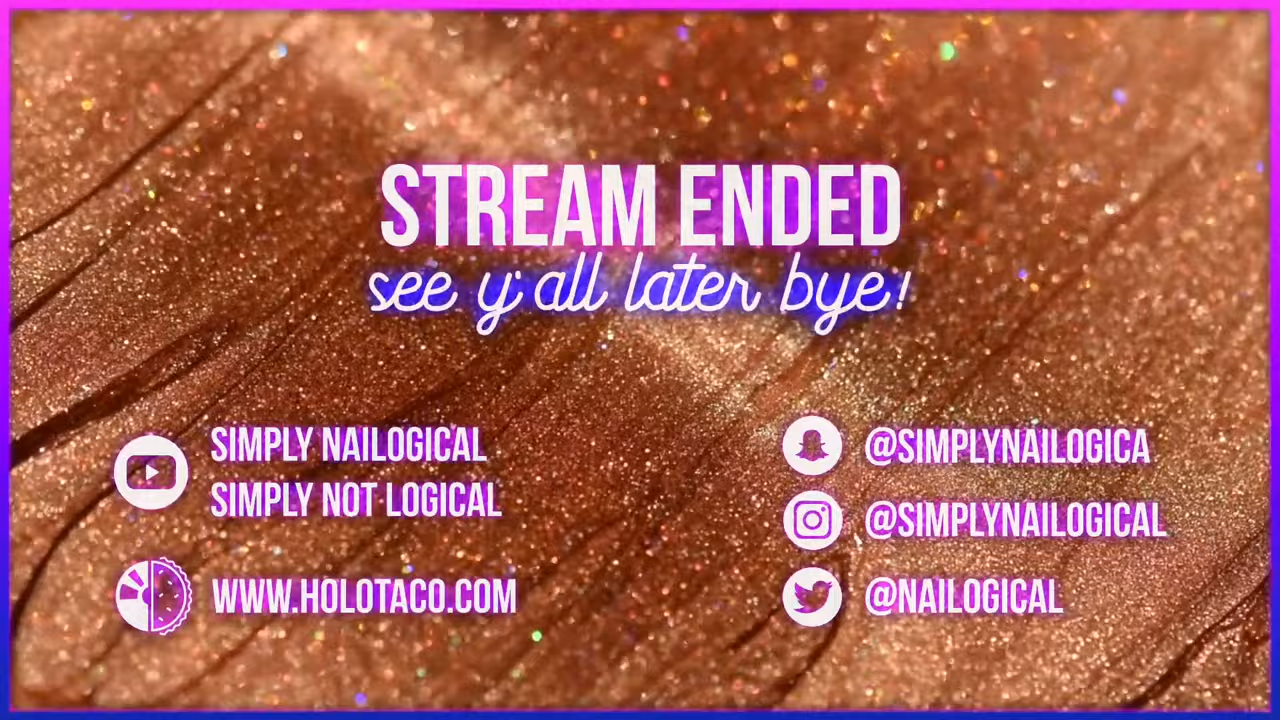 STREAM ENDED
see y'all later bye!
SIMPLY NAILOGICAL
SIMPLY NOT LOGICAL
WWW.HOLOTACO.COM
@SIMPLYNAILOGICA
@SIMPLYNAILOGICAL
@NAILOGICAL